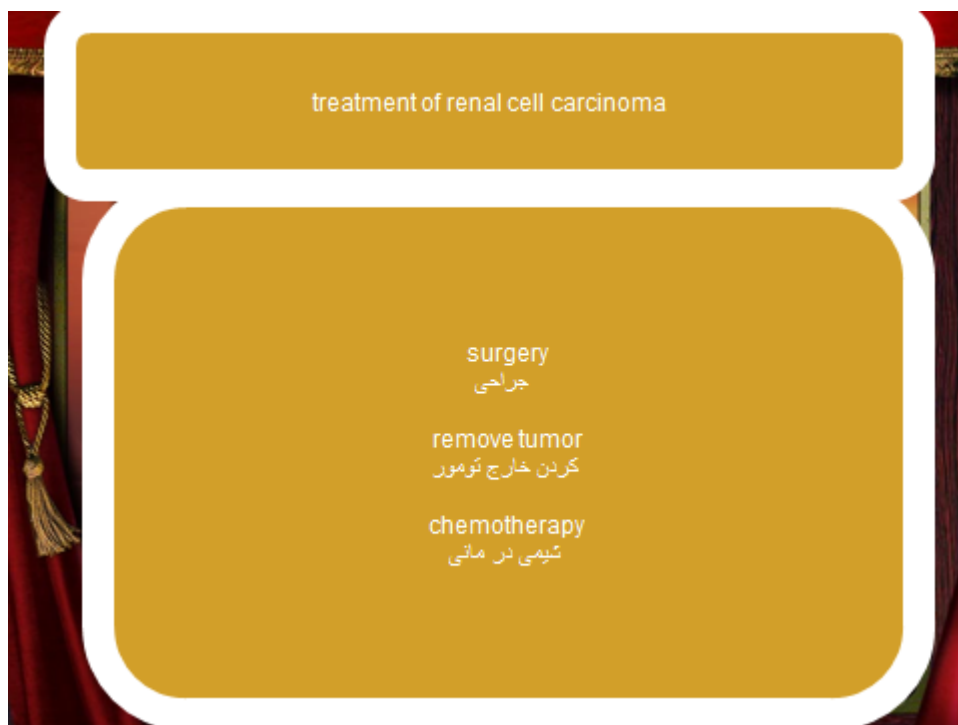 treatment of renal cell carcinoma
surgery
جراحی
remove tumor
کردن خارج تومور
chemotherapy
شیمی در مانی